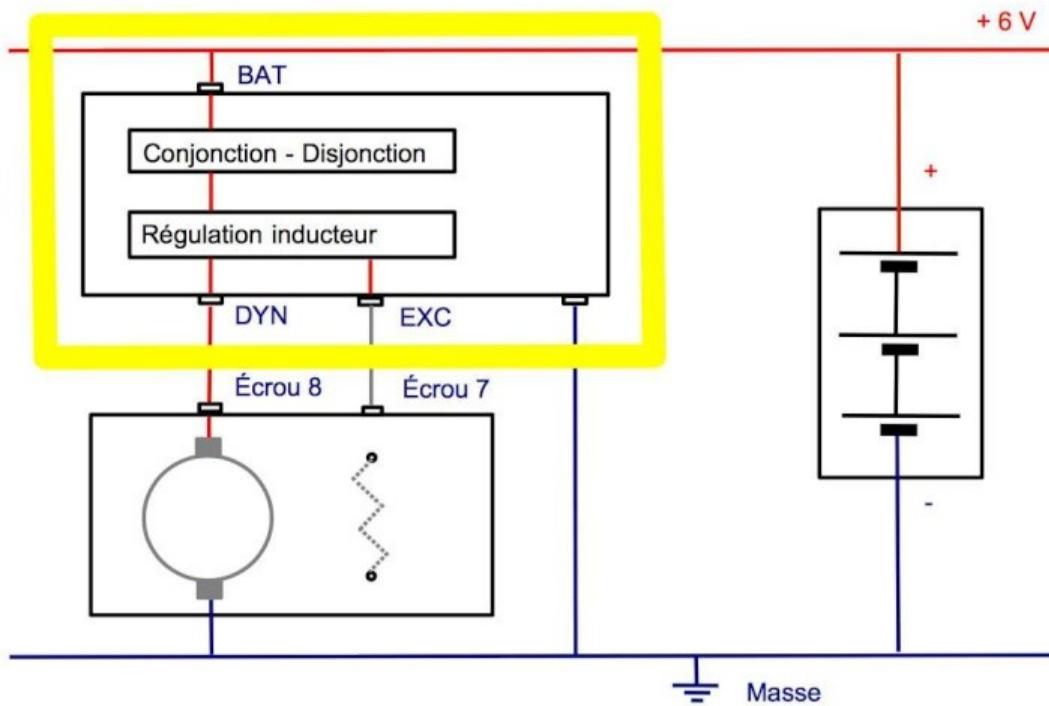 + 6 V
BAT
Conjonction - Disjonction
+
Régulation inducteur
DYN
EXC
Écrou 8
Écrou 7
-
Masse